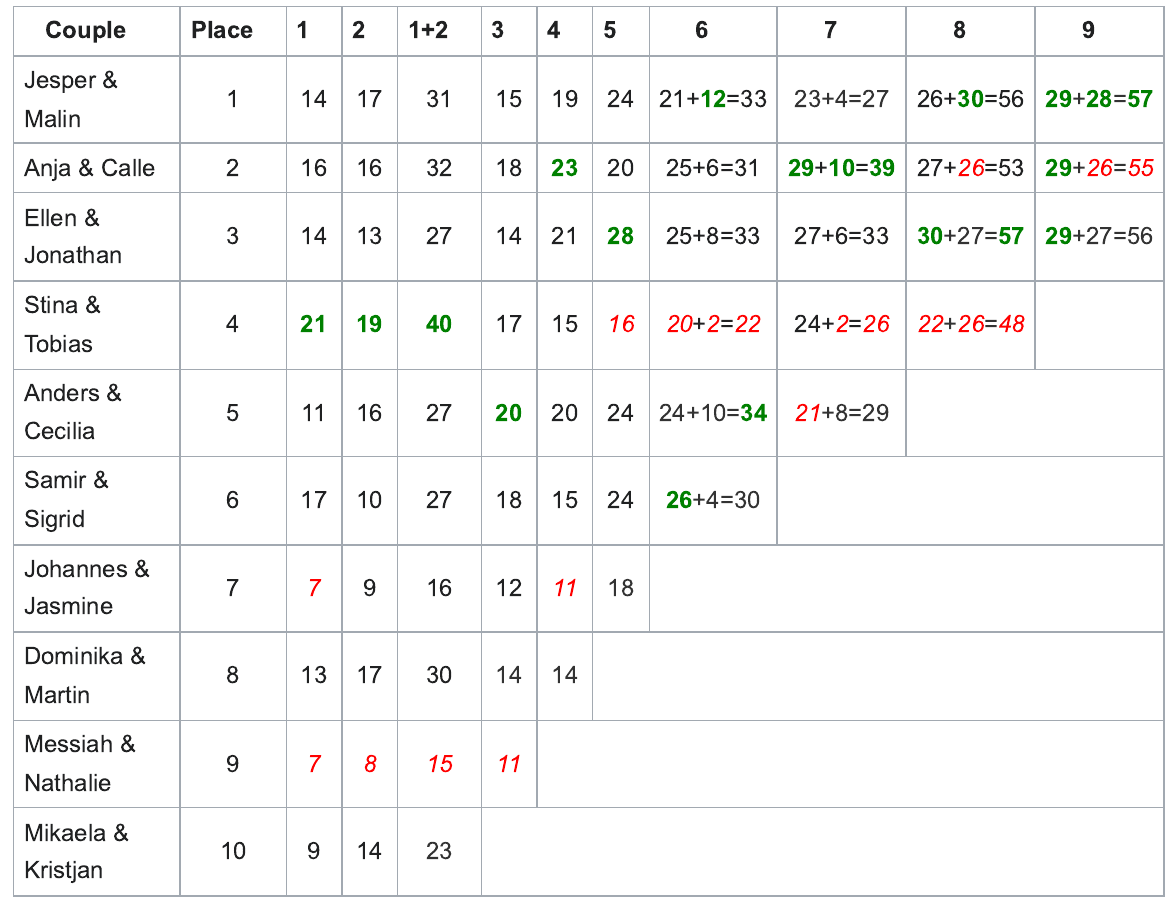 Couple Place 1 2 1+2 3 4 5 6 7 8 9
Jesper &
Malin
1 14 17 31 15 19 24 21+12=33 23+4=27 26+30=56 29+28=57
Anja & Calle 2 16 16 32 18 23 20 25+6=31 29+10=39 27+26=53 29+26=55
Ellen &
Jonathan
3 14 13 27 14 21 28 25+8=33 27+6=33 30+27=57 29+27=56
Stina &
Tobias
4 21 19 40 17 15 16 20+2=22 24+2=26 22+26=48
Anders &
Cecilia
5 11 16 27 20 20 24 24+10=34 21+8=29
Samir &
Sigrid
6 17 10 27 18 15 24 26+4=30
Johannes &
Jasmine
7 7 9 16 12 11 18
Dominika &
Martin
8 13 17 30 14 14
Messiah &
Nathalie
9 7 8 15 11
Mikaela &
Kristjan
10 9 14 23